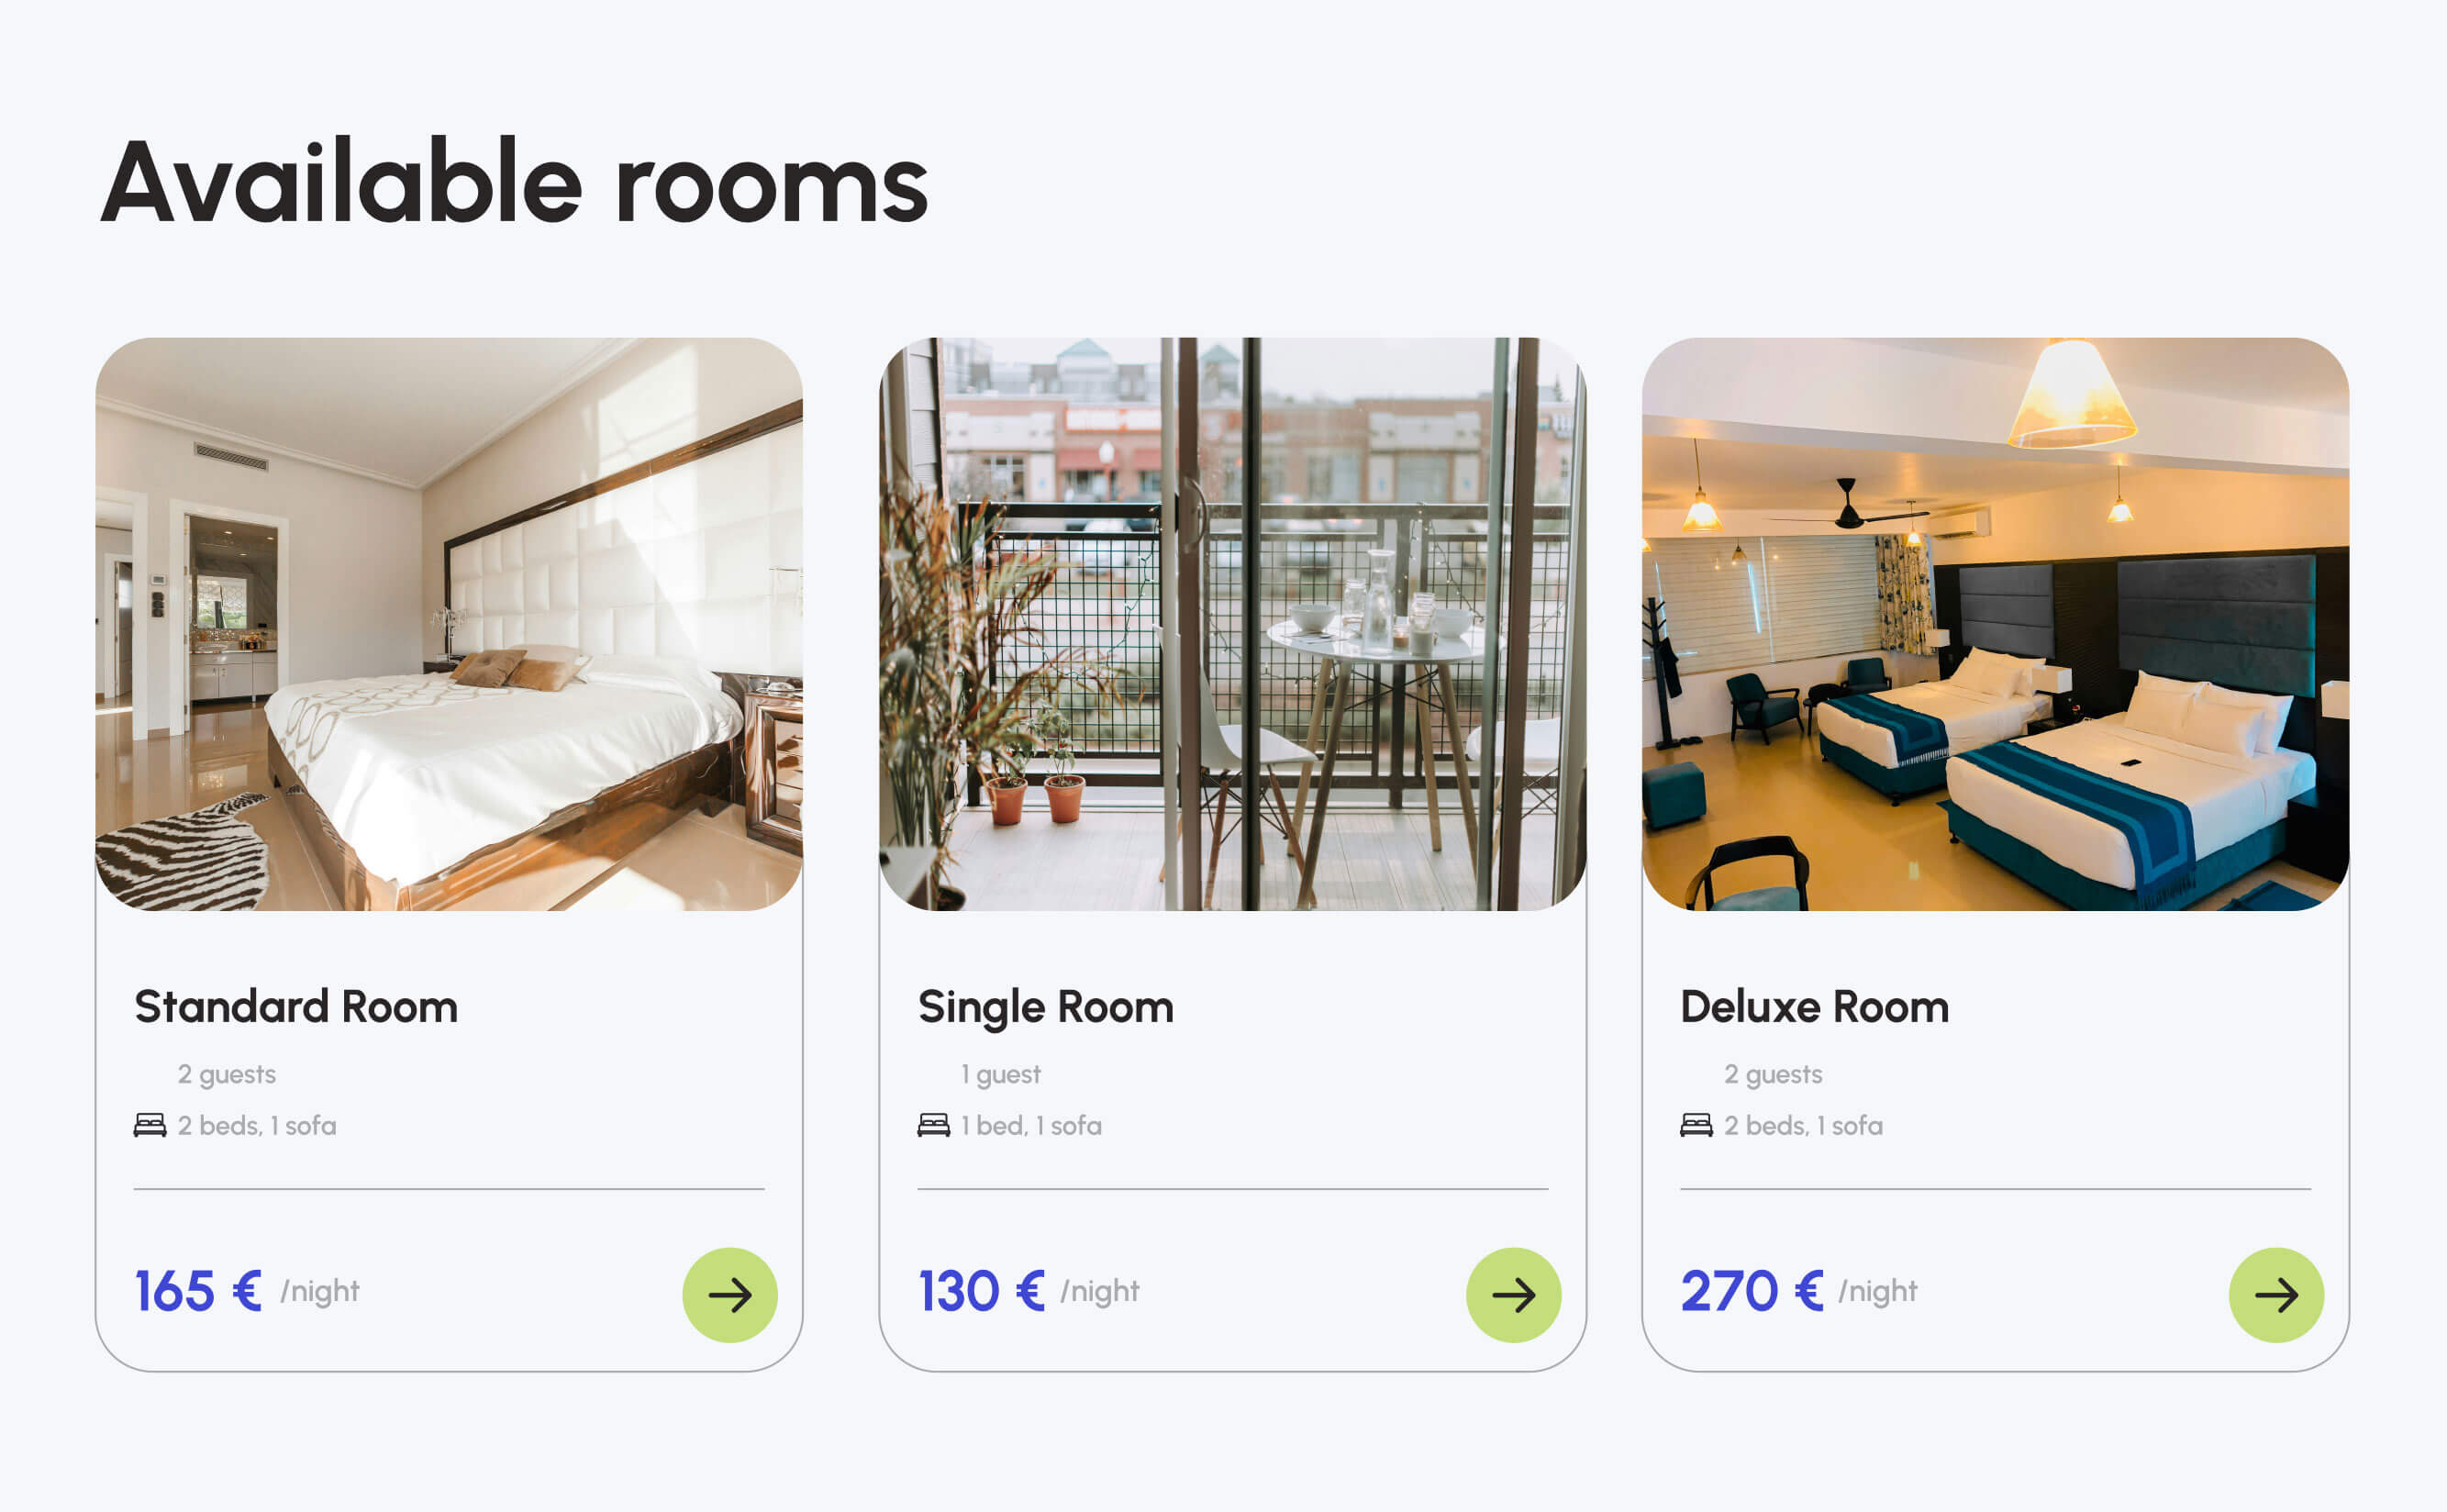 Available rooms
Standard Room
2 guests
2 beds, 1 sofa
165 € /night
Single Room
1 guest
1 bed, 1 sofa
130 € /night
Deluxe Room
2 guests
2 beds, 1 sofa
270 € /night